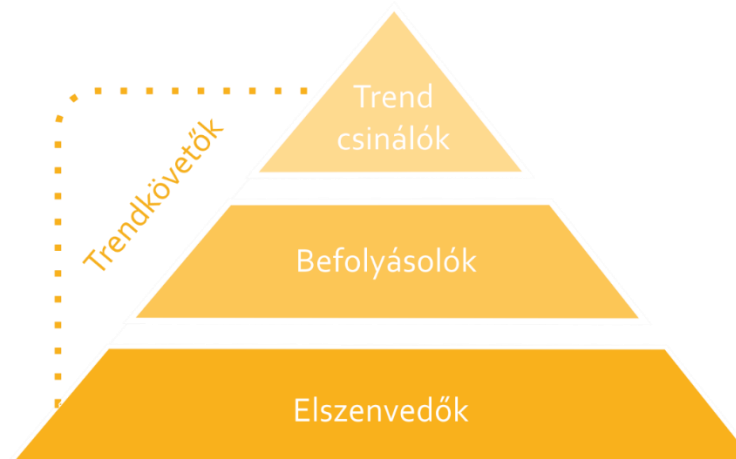 Trend
csinálók
Trendkövetők
Befolyásolók
Elszenvedők